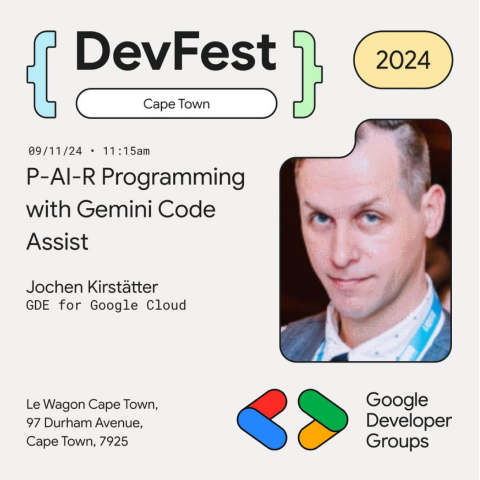 DevFest
2024
Cape Town
09/11/24 • 11:15am
P-AI-R Programming
with Gemini Code
Assist
Jochen Kirstätter
GDE for Google Cloud
Le Wagon Cape Town,
97 Durham Avenue,
Cape Town, 7925
Google
Developer
Groups